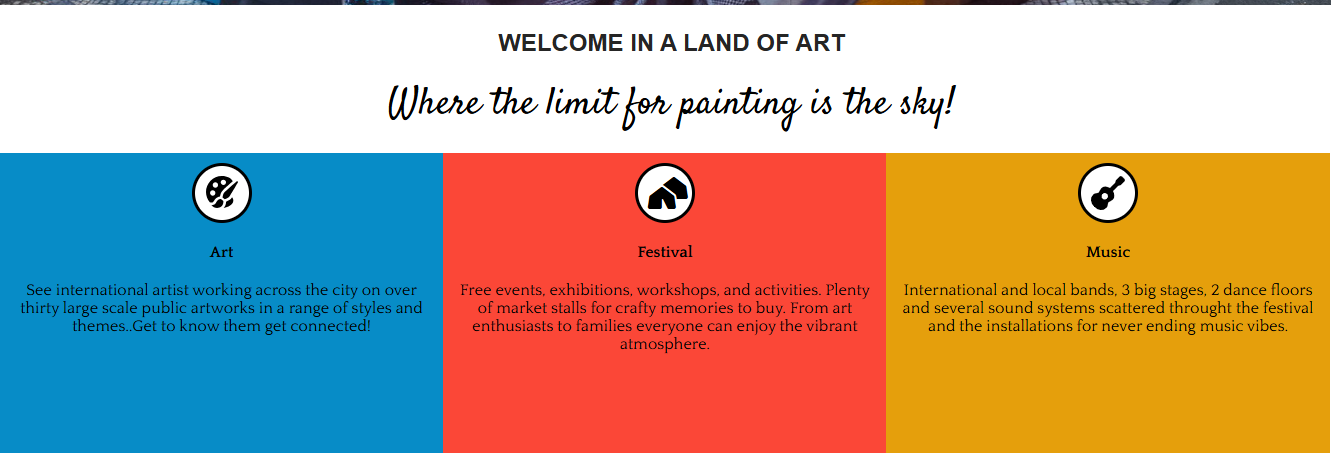 WELCOME IN A LAND OF ART
Where the limit for painting is the sky!
Art
See international artist working across the city on over
thirty large scale public artworks in a range of styles and
themes..Get to know them get connected!
Festival
Free events, exhibitions, workshops, and activities. Plenty
of market stalls for crafty memories to buy. From art
enthusiasts to families everyone can enjoy the vibrant
atmosphere.
Music
International and local bands, 3 big stages, 2 dance floors
and several sound systems scattered throught the festival
and the installations for never ending music vibes.